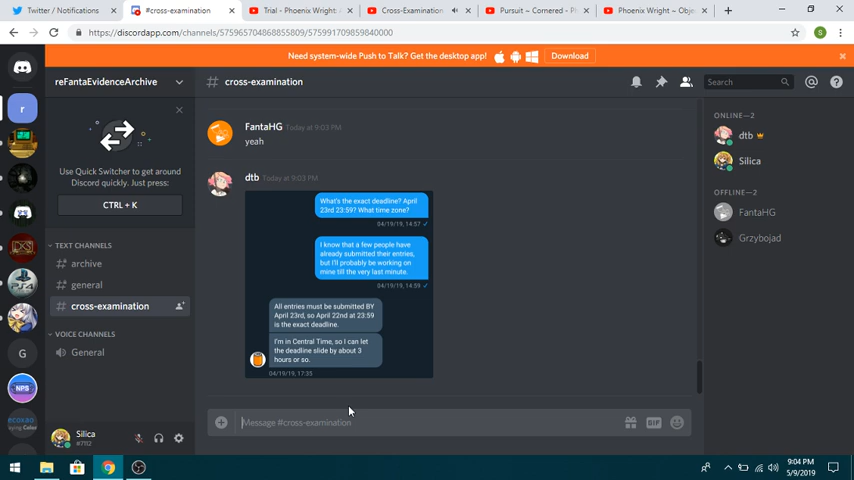 Twitter / Notifications
#cross-examination
Trial - Phoenix Wright: A
Cross-Examination
Pursuit ~ Cornered - Ph
Phoenix Wright ~ Obje
https://discordapp.com/channels/575965704868855809/575991709859840000
S
Need system-wide Push to Talk? Get the desktop app!
Download
reFantaEvidenceArchive
# cross-examination
Search
r
Use Quick Switcher to get around
Discord quickly. Just press:
CTRL + K
TEXT CHANNELS
# archive
# general
# cross-examination
VOICE CHANNELS
General
G
NPS
Silica
#7112
FantaHG Today at 9:03 PM
yeah
dtb Today at 9:03 PM
What's the exact deadline? April
23rd 23:59? What time zone?
04/19/19, 14:57
I know that a few people have
already submitted their entries,
but I'll probably be working on
mine till the very last minute.
04/19/19, 14:59
All entries must be submitted BY
April 23rd, so April 22nd at 23:59
is the exact deadline.
I'm in Central Time, so I can let
the deadline slide by about 3
hours or so.
04/19/19, 17:35
Message #cross-examination
GIF
ONLINE—2
dtb
Silica
OFFLINE—2
FantaHG
Grzybojad
9:04 PM
5/9/2019